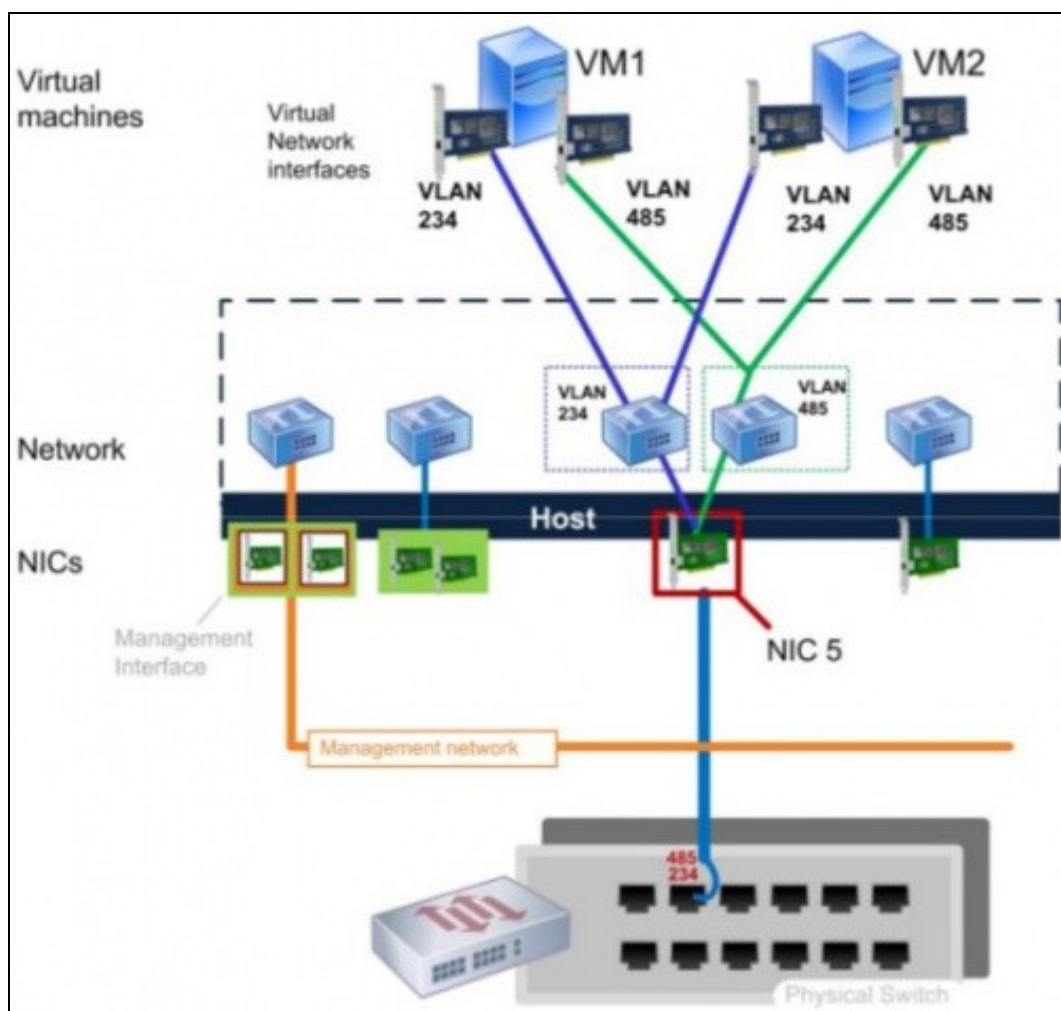 Virtual
machines
Virtual
Network
interfaces
VM1
VM2
VLAN
234
VLAN
485
VLAN
234
VLAN
485
VLAN
234
VLAN
485
Network
Host
NICs
Management
Interface
NIC 5
Management network
485
234
Physical Switch